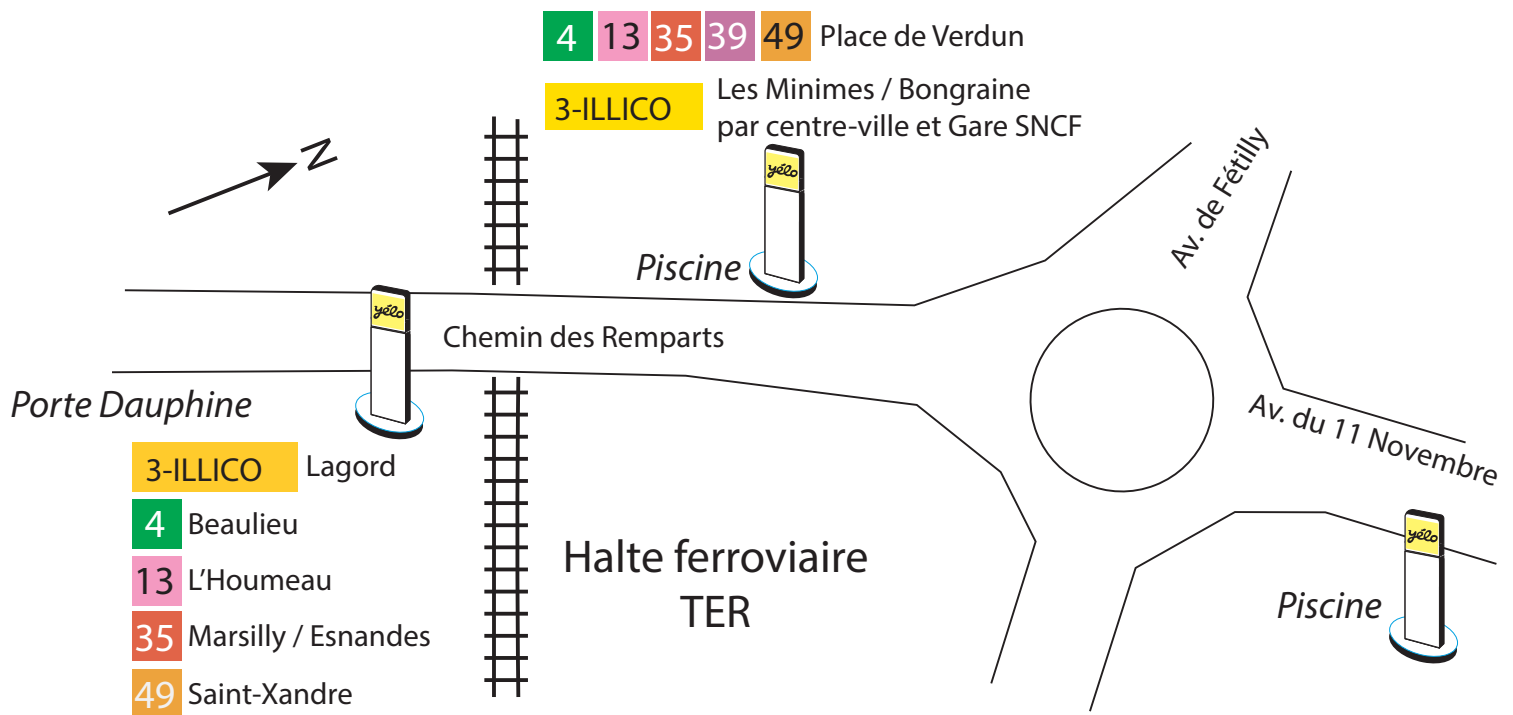 4 13 35 39 49 Place de Verdun
3-ILLICO Les Minimes / Bongraine
par centre-ville et Gare SNCF
N
yélo
Piscine
Av. de Fétilly
yélo
Chemin des Remparts
Porte Dauphine
3-ILLICO Lagord
4 Beaulieu
13 L'Houmeau
35 Marsilly / Esnandes
49 Saint-Xandre
Halte ferroviaire
TER
Av. du 11 Novembre
yélo
Piscine